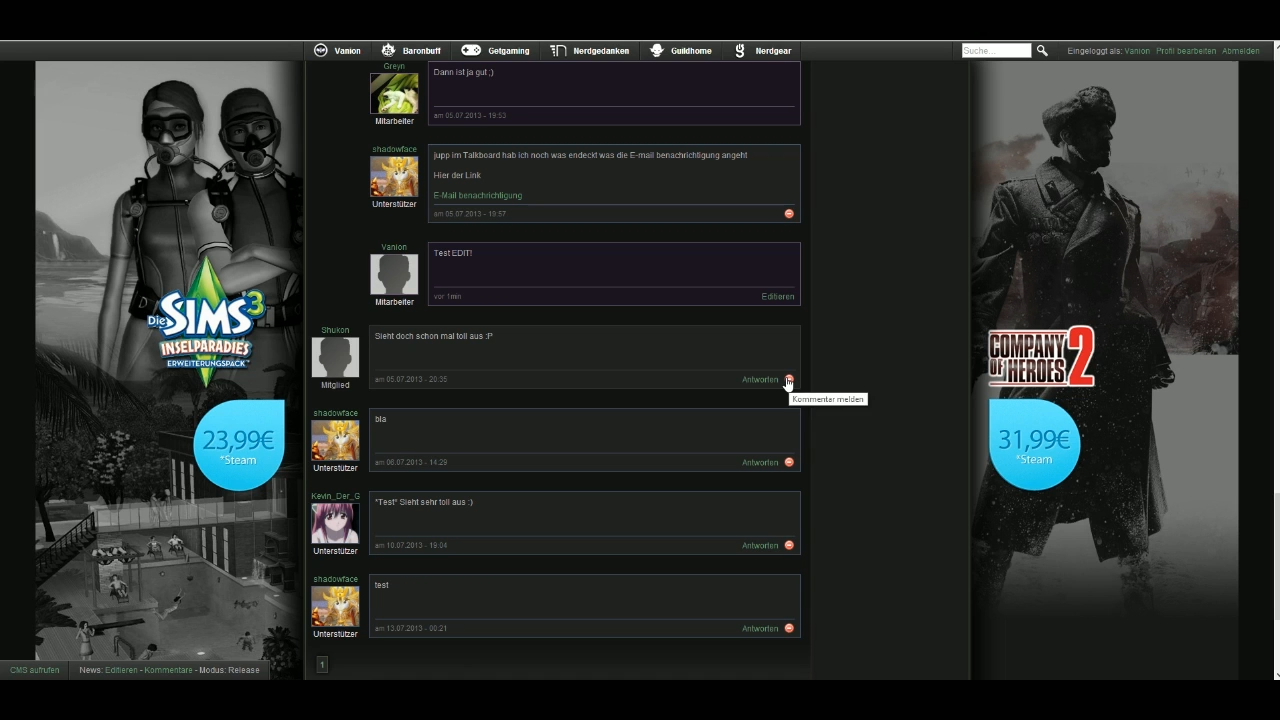 Vanion Baronbuff Getgaming Nerdgedanken Guildhome Nerdgear
Suche...
Eingeloggt als: Vanion Profil bearbeiten Abmelden
Greyn
Mitarbeiter
Dann ist ja gut ;)
am 05.07.2013 - 19:53
shadowface
Unterstützer
jupp im Talkboard hab ich noch was endeckt was die E-mail benachrichtigung angeht
Hier der Link
E-Mail benachrichtigung
am 05.07.2013 - 19:57
Vanion
Mitarbeiter
Test EDIT!
vor 1min
Editieren
Shukon
Mitglied
Sieht doch schon mal toll aus :P
am 05.07.2013 - 20:35
Antworten
Kommentar melden
shadowface
Unterstützer
bla
am 06.07.2013 - 14:29
Antworten
Kevin_Der_G
Unterstützer
*Test* Sieht sehr toll aus :)
am 10.07.2013 - 19:04
Antworten
shadowface
Unterstützer
test
am 13.07.2013 - 00:21
Antworten
1
Die SIMS 3
INSELPARADIES
ERWEITERUNGSPACK
23,99€
*Steam
COMPANY
OF HEROES 2
31,99€
*Steam
CMS aufrufen
News: Editieren - Kommentare - Modus: Release